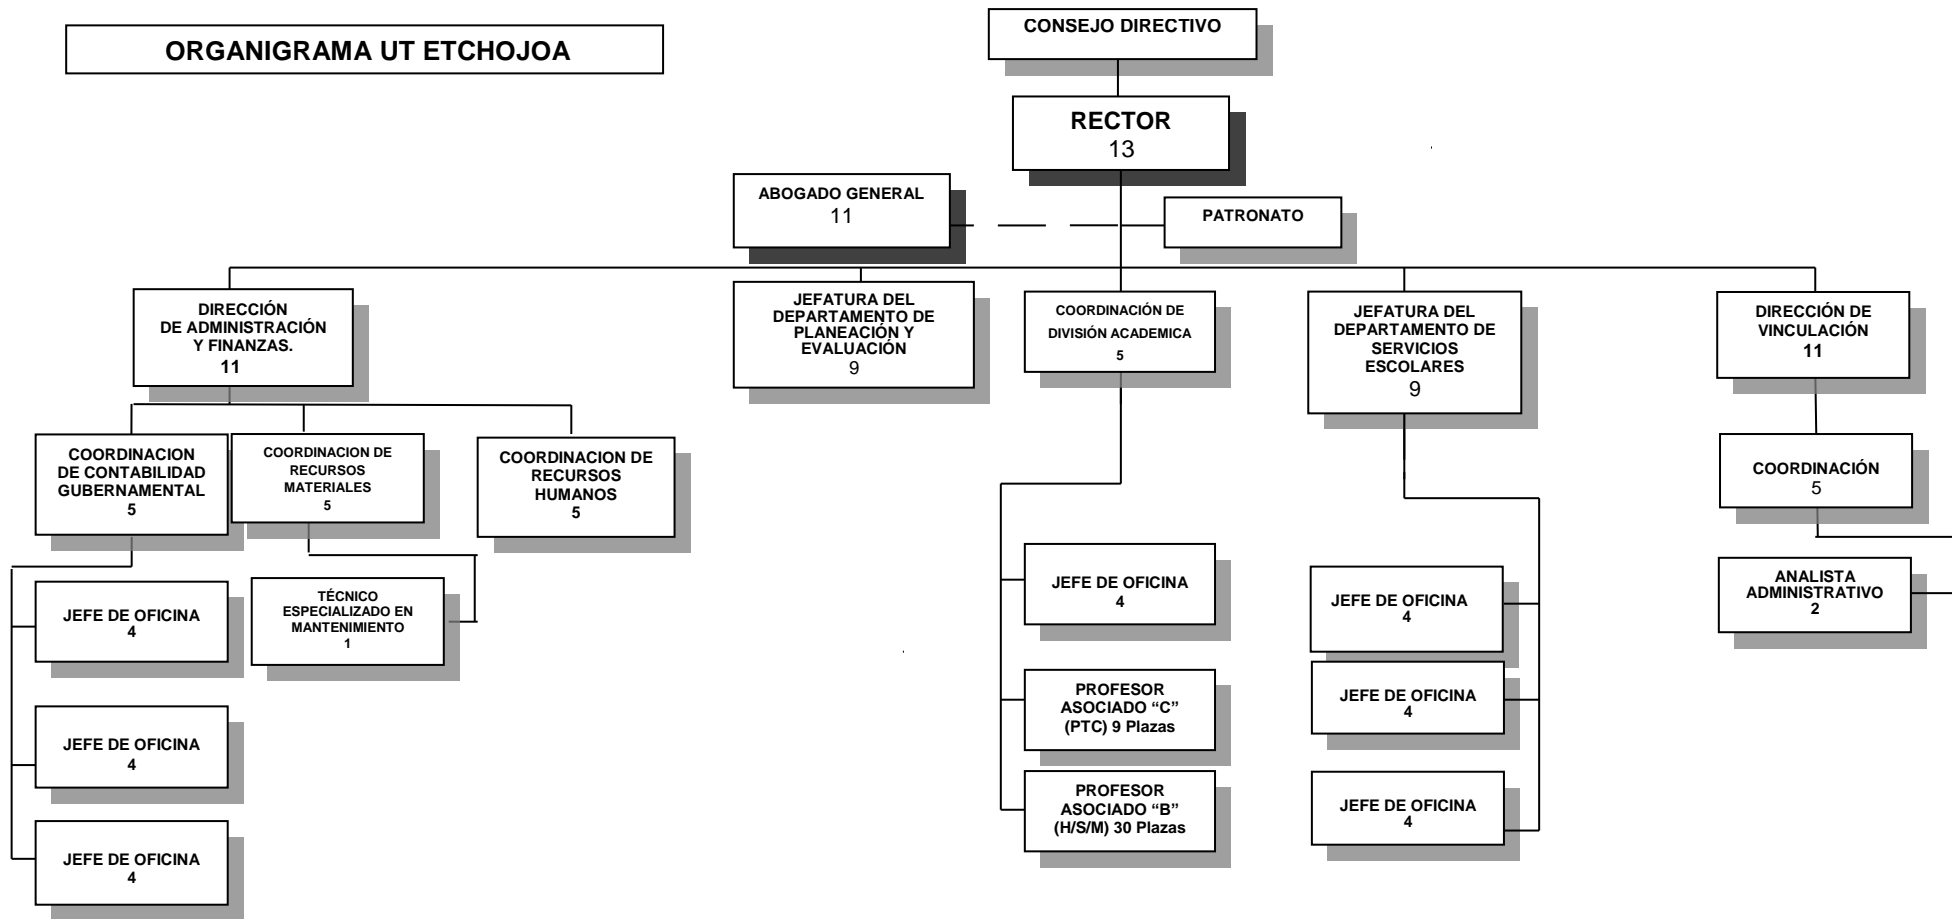 ORGANIGRAMA UT ETCHOJOA
CONSEJO DIRECTIVO
RECTOR
13
ABOGADO GENERAL
11
PATRONATO
DIRECCIÓN
DE ADMINISTRACIÓN
Y FINANZAS.
11
JEFATURA DEL
DEPARTAMENTO DE
PLANEACIÓN Y
EVALUACIÓN
9
COORDINACIÓN DE
DIVISIÓN ACADEMICA
5
JEFATURA DEL
DEPARTAMENTO DE
SERVICIOS
ESCOLARES
9
DIRECCIÓN DE
VINCULACIÓN
11
COORDINACION
DE CONTABILIDAD
GUBERNAMENTAL
5
COORDINACION DE
RECURSOS
MATERIALES
5
COORDINACION DE
RECURSOS
HUMANOS
5
COORDINACIÓN
5
JEFE DE OFICINA
4
TÉCNICO
ESPECIALIZADO EN
MANTENIMIENTO
1
JEFE DE OFICINA
4
JEFE DE OFICINA
4
ANALISTA
ADMINISTRATIVO
2
JEFE DE OFICINA
4
PROFESOR
ASOCIADO “C”
(PTC) 9 Plazas
JEFE DE OFICINA
4
JEFE DE OFICINA
4
PROFESOR
ASOCIADO “B”
(H/S/M) 30 Plazas
JEFE DE OFICINA
4